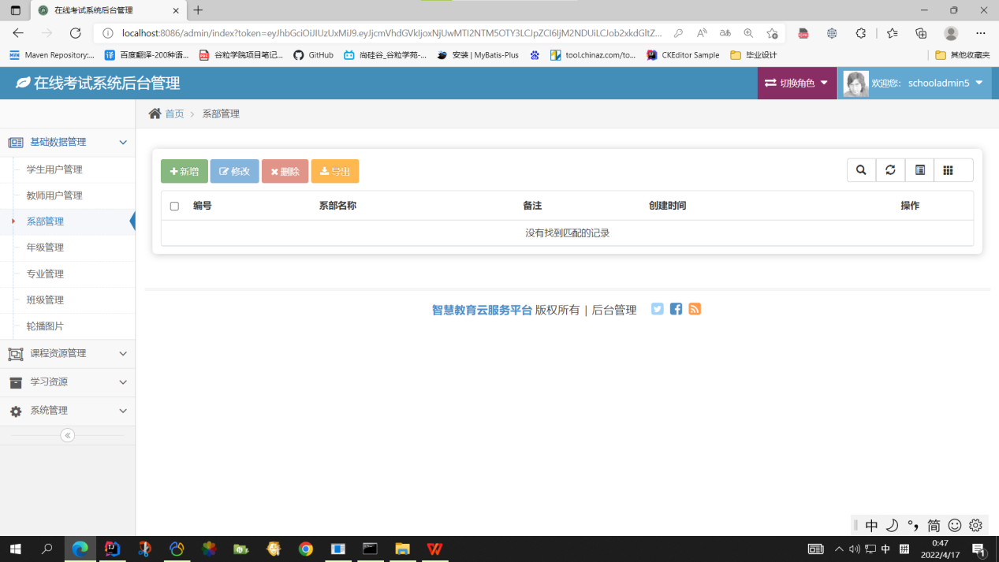 在线考试系统后台管理
localhost:8086/admin/index?token=eyJhbGciOiJIUzUxMiJ9.eyJjcmVhdGVkIjoxNjUwMTI2NTM5OTY3LCJpZCI6IjM2NDUiLCJob2xkdGltZ...
Maven Repository:...
百度翻译-200种语...
谷粒学院项目笔记...
GitHub
尚硅谷_谷粒学苑-...
安装 | MyBatis-Plus
tool.chinaz.com/to...
CKEditor Sample
毕业设计
其他收藏夹
在线考试系统后台管理
切换角色
欢迎您: schooladmin5
首页 系部管理
基础数据管理
学生用户管理
教师用户管理
系部管理
年级管理
专业管理
班级管理
轮播图片
课程资源管理
学习资源
系统管理
新增 修改 删除 导出
编号 系部名称 备注 创建时间 操作
没有找到匹配的记录
智慧教育云服务平台 版权所有 | 后台管理
中 简
中 拼
0:47
2022/4/17
1